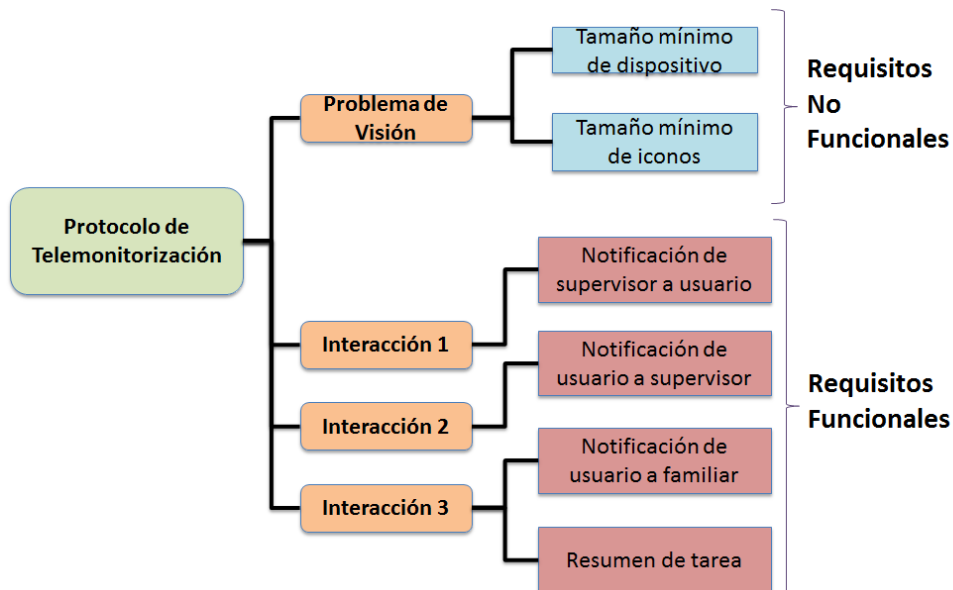 Tamaño mínimo
de dispositivo
Problema de
Visión
Tamaño mínimo
de iconos
Requisitos
No
Funcionales
Protocolo de
Telemonitorización
Notificación de
supervisor a usuario
Interacción 1
Notificación de
usuario a supervisor
Interacción 2
Requisitos
Funcionales
Notificación de
usuario a familiar
Interacción 3
Resumen de tarea